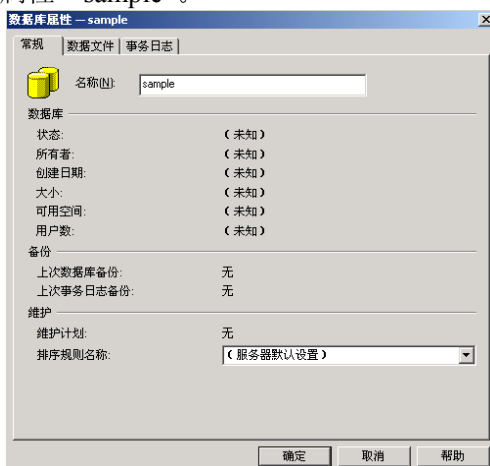 属性 – sample 。
数据库属性 — sample
常规 数据文件 事务日志
名称(N): sample
数据库
状态: （未知）
所有者: （未知）
创建日期: （未知）
大小: （未知）
可用空间: （未知）
用户数: （未知）
备份
上次数据库备份: 无
上次事务日志备份: 无
维护
维护计划: 无
排序规则名称: （服务器默认设置）
确定 取消 帮助